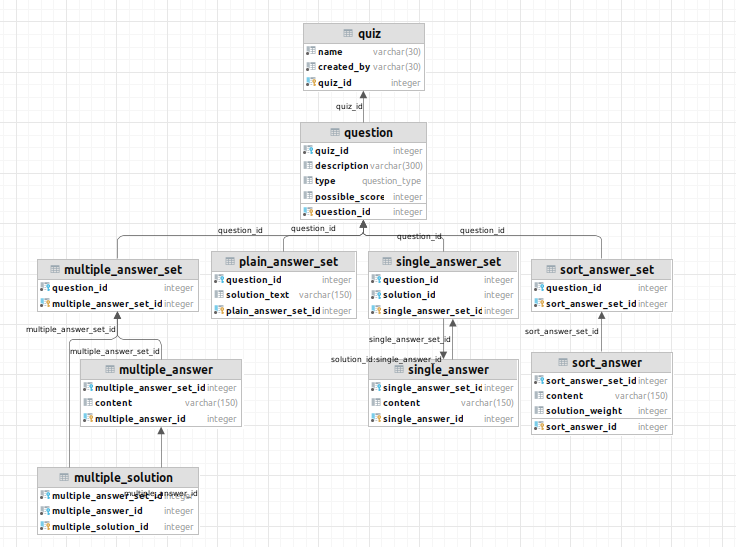 quiz
name varchar(30)
created_by varchar(30)
quiz_id integer
quiz_id
question
quiz_id integer
description varchar(300)
type question_type
possible_score integer
question_id integer
question_id
question_id
question_id
question_id
multiple_answer_set
question_id integer
multiple_answer_set_id integer
plain_answer_set
question_id integer
solution_text varchar(150)
plain_answer_set_id integer
single_answer_set
question_id integer
solution_id integer
single_answer_set_id integer
sort_answer_set
question_id integer
sort_answer_set_id integer
multiple_answer_set_id
multiple_answer_set_id
single_answer_set_id
solution_id:single_answer_id
sort_answer_set_id
multiple_answer
multiple_answer_set_id integer
content varchar(150)
multiple_answer_id integer
single_answer
single_answer_set_id integer
content varchar(150)
single_answer_id integer
sort_answer
sort_answer_set_id integer
content varchar(150)
solution_weight integer
sort_answer_id integer
multiple_solution
multiple_answer_id
multiple_answer_set_id integer
multiple_answer_id integer
multiple_solution_id integer